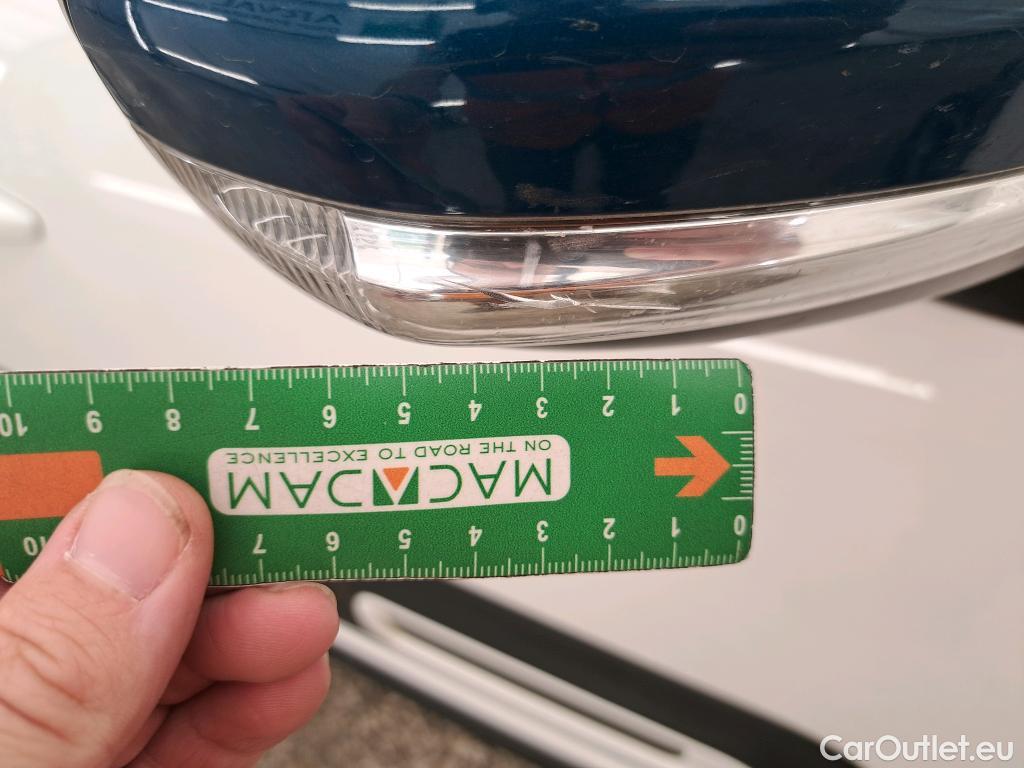 10 9 8 7 6 5 4 3 2 1 0
ON THE ROAD TO EXCELLENCE
MACADAM
10 7 6 5 4 3 2 1 0
CarOutlet.eu